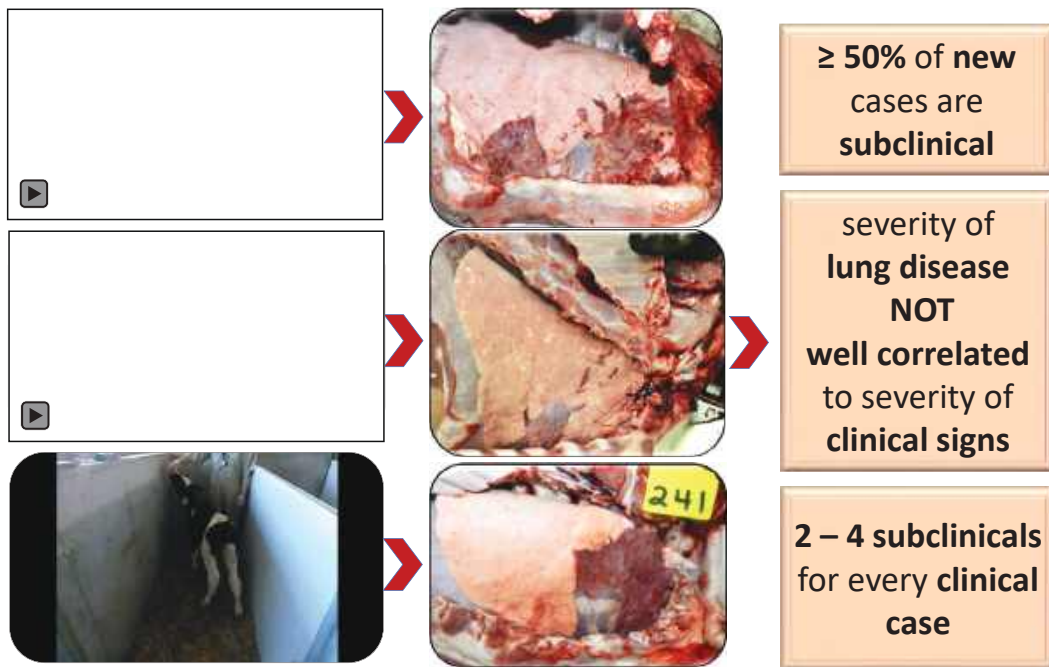 ≥ 50% of new
cases are
subclinical
severity of
lung disease
NOT
well correlated
to severity of
clinical signs
241
2 – 4 subclinicals
for every clinical
case